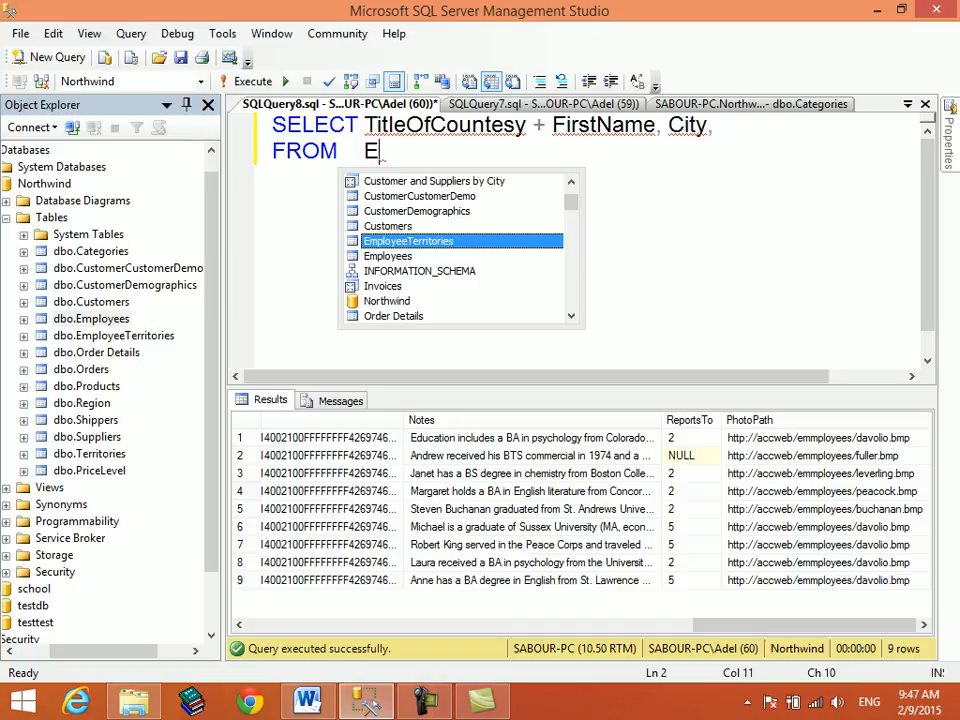 Microsoft SQL Server Management Studio
File Edit View Query Debug Tools Window Community Help
New Query
Northwind Execute
Object Explorer
SQLQuery8.sql - S...UR-PC\Adel (60))* SQLQuery7.sql - S...OUR-PC\Adel (59)) SABOUR-PC.Northw...- dbo.Categories
Connect
Databases
System Databases
Northwind
Database Diagrams
Tables
System Tables
dbo.Categories
dbo.CustomerCustomerDemo
dbo.CustomerDemographics
dbo.Customers
dbo.Employees
dbo.EmployeeTerritories
dbo.Order Details
dbo.Orders
dbo.Products
dbo.Region
dbo.Shippers
dbo.Suppliers
dbo.Territories
dbo.PriceLevel
Views
Synonyms
Programmability
Service Broker
Storage
Security
school
testdb
testtest
Security
SELECT TitleOfCountesy + FirstName, City,
FROM E
Customer and Suppliers by City
CustomerCustomerDemo
CustomerDemographics
Customers
EmployeeTerritories
Employees
INFORMATION_SCHEMA
Invoices
Northwind
Order Details
Properties
Results Messages
Notes ReportsTo PhotoPath
1 I4002100FFFFFFFF4269746... Education includes a BA in psychology from Colorado... 2 http://accweb/emmployees/davolio.bmp
2 I4002100FFFFFFFF4269746... Andrew received his BTS commercial in 1974 and a ... NULL http://accweb/emmployees/fuller.bmp
3 I4002100FFFFFFFF4269746... Janet has a BS degree in chemistry from Boston Colle... 2 http://accweb/emmployees/leverling.bmp
4 I4002100FFFFFFFF4269746... Margaret holds a BA in English literature from Concor... 2 http://accweb/emmployees/peacock.bmp
5 I4002100FFFFFFFF4269746... Steven Buchanan graduated from St. Andrews Unive... 2 http://accweb/emmployees/buchanan.bmp
6 I4002100FFFFFFFF4269746... Michael is a graduate of Sussex University (MA, econ... 5 http://accweb/emmployees/davolio.bmp
7 I4002100FFFFFFFF4269746... Robert King served in the Peace Corps and traveled ... 5 http://accweb/emmployees/davolio.bmp
8 I4002100FFFFFFFF4269746... Laura received a BA in psychology from the Universit... 2 http://accweb/emmployees/davolio.bmp
9 I4002100FFFFFFFF4269746... Anne has a BA degree in English from St. Lawrence ... 5 http://accweb/emmployees/davolio.bmp
Query executed successfully. SABOUR-PC (10.50 RTM) SABOUR-PC\Adel (60) Northwind 00:00:00 9 rows
Ready Ln 2 Col 11 Ch 10 INS
ENG
9:47 AM
2/9/2015